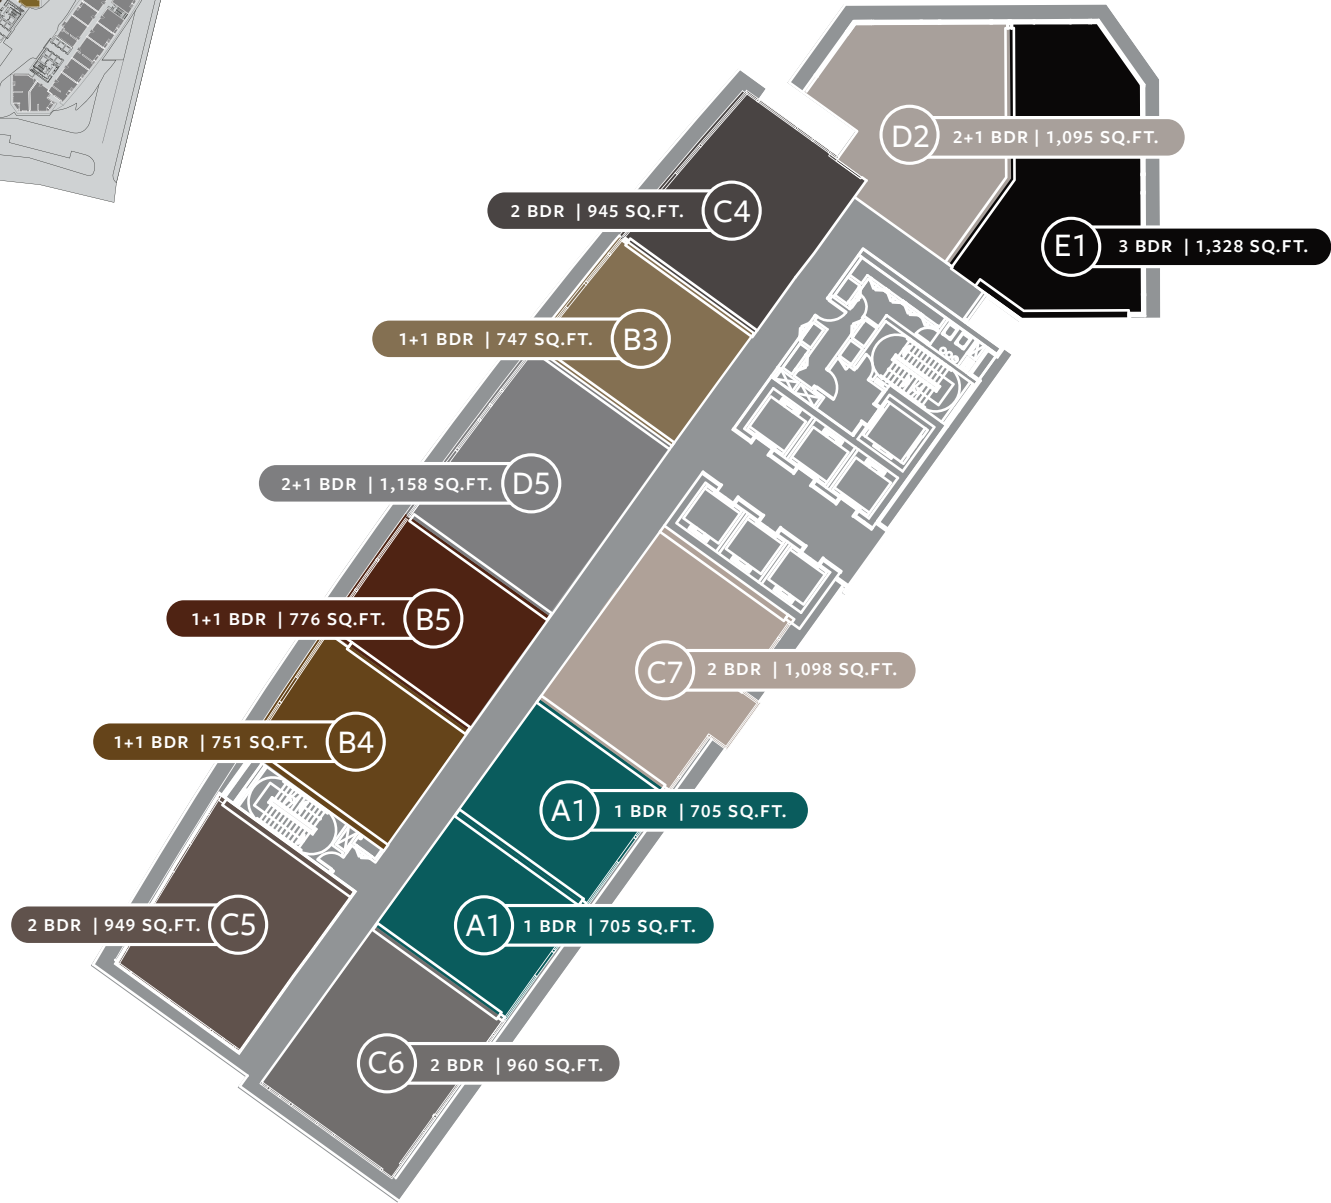 D2 2+1 BDR | 1,095 SQ.FT.
2 BDR | 945 SQ.FT. C4
E1 3 BDR | 1,328 SQ.FT.
1+1 BDR | 747 SQ.FT. B3
2+1 BDR | 1,158 SQ.FT. D5
1+1 BDR | 776 SQ.FT. B5
C7 2 BDR | 1,098 SQ.FT.
1+1 BDR | 751 SQ.FT. B4
A1 1 BDR | 705 SQ.FT.
2 BDR | 949 SQ.FT. C5
A1 1 BDR | 705 SQ.FT.
C6 2 BDR | 960 SQ.FT.